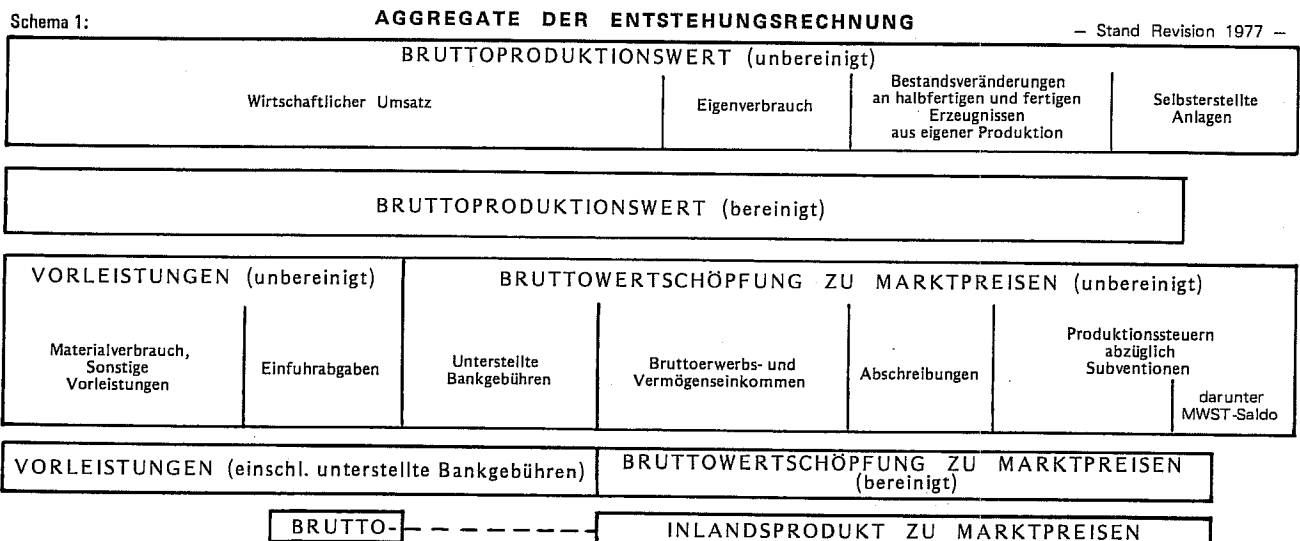 Schema 1:
AGGREGATE DER ENTSTEHUNGSRECHNUNG
– Stand Revision 1977 –
BRUTTOPRODUKTIONSWERT (unbereinigt)
Wirtschaftlicher Umsatz
Eigenverbrauch
Bestandsveränderungen
an halbfertigen und fertigen
Erzeugnissen
aus eigener Produktion
Selbsterstellte
Anlagen
BRUTTOPRODUKTIONSWERT (bereinigt)
VORLEISTUNGEN (unbereinigt)
BRUTTOWERTSCHÖPFUNG ZU MARKTPREISEN (unbereinigt)
Materialverbrauch,
Sonstige
Vorleistungen
Einfuhrabgaben
Unterstellte
Bankgebühren
Bruttoerwerbs- und
Vermögenseinkommen
Abschreibungen
Produktionssteuern
abzüglich
Subventionen
darunter
MWST-Saldo
VORLEISTUNGEN (einschl. unterstellte Bankgebühren)
BRUTTOWERTSCHÖPFUNG ZU MARKTPREISEN
(bereinigt)
BRUTTO-
INLANDSPRODUKT ZU MARKTPREISEN